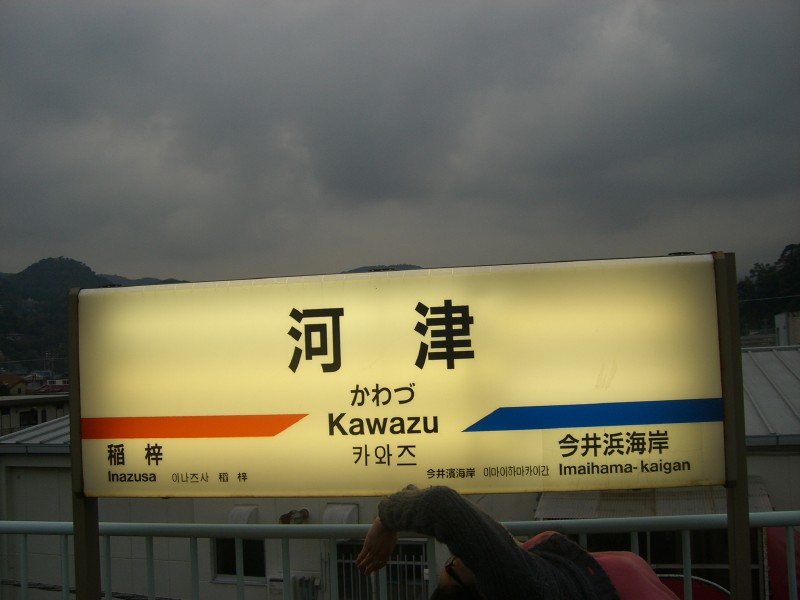 河津
かわづ
Kawazu
카와즈
稲梓
Inazusa 이나즈사 稲梓
今井浜海岸
今井濱海岸 이마이하마카이간 Imaihama-kaigan